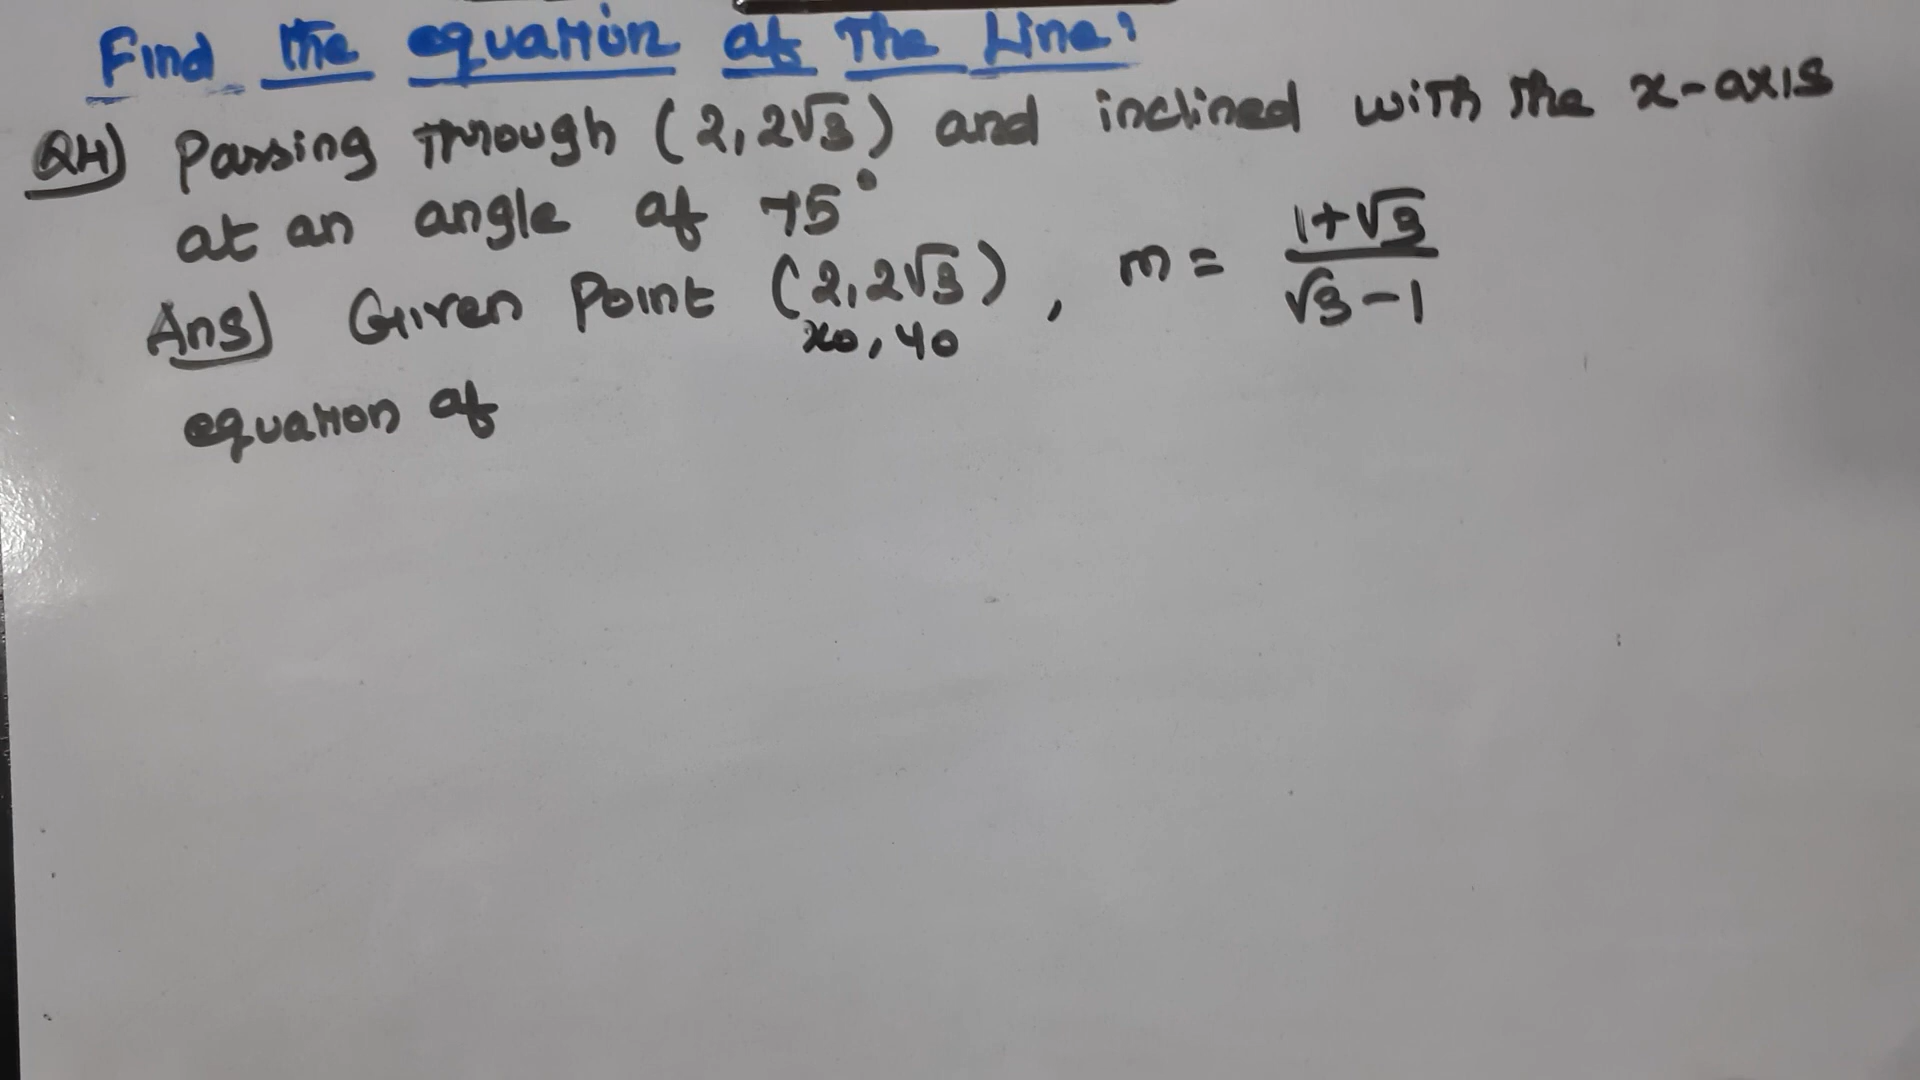 Find the equation of the Line:
Q4) Passing through (2,2√3) and inclined with the x-axis
at an angle of 75°
Ans) Given Point (2,2√3), m = (1+√3)/(√3-1)
x0, y0
equation of